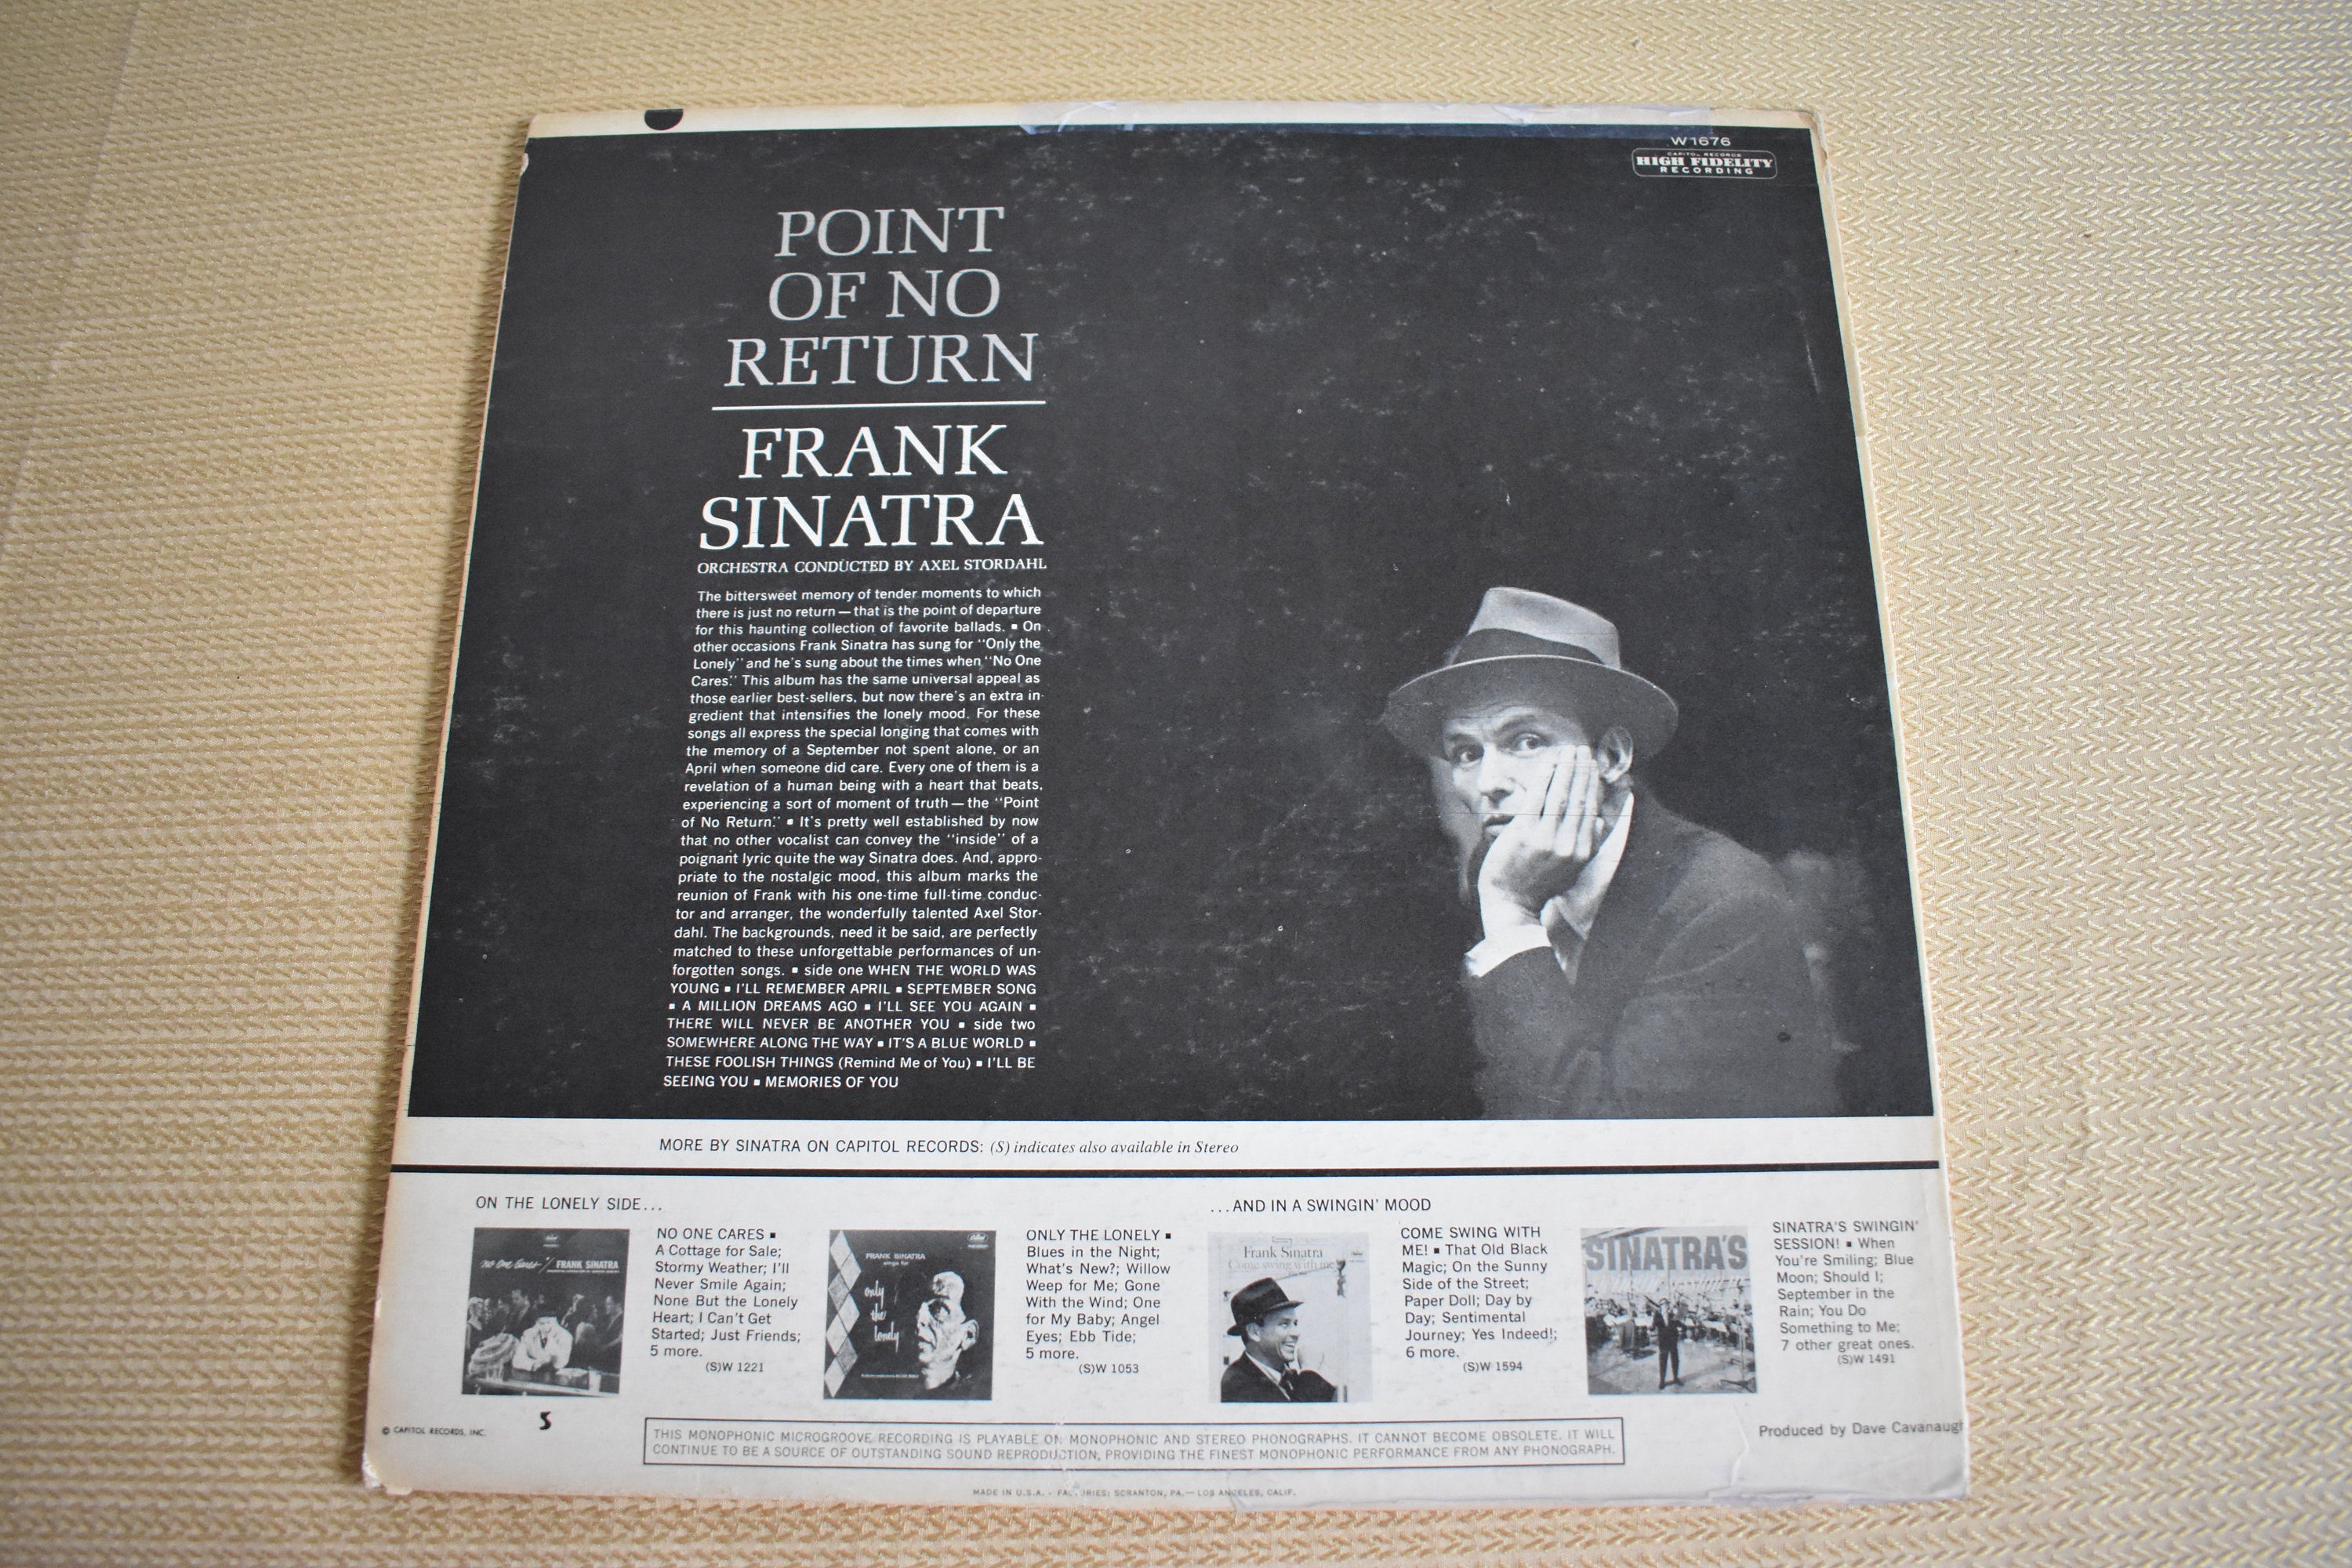 W1676
CAPITOL RECORDS
HIGH FIDELITY
RECORDING
POINT
OF NO
RETURN
FRANK
SINATRA
ORCHESTRA CONDUCTED BY AXEL STORDAHL
The bittersweet memory of tender moments to which
there is just no return — that is the point of departure
for this haunting collection of favorite ballads. ▪ On
other occasions Frank Sinatra has sung for "Only the
Lonely" and he's sung about the times when "No One
Cares." This album has the same universal appeal as
those earlier best-sellers, but now there's an extra in-
gredient that intensifies the lonely mood. For these
songs all express the special longing that comes with
the memory of a September not spent alone, or an
April when someone did care. Every one of them is a
revelation of a human being with a heart that beats,
experiencing a sort of moment of truth — the "Point
of No Return." ▪ It's pretty well established by now
that no other vocalist can convey the "inside" of a
poignant lyric quite the way Sinatra does. And, appro-
priate to the nostalgic mood, this album marks the
reunion of Frank with his one-time full-time conduc-
tor and arranger, the wonderfully talented Axel Stor-
dahl. The backgrounds, need it be said, are perfectly
matched to these unforgettable performances of un-
forgotten songs. ▪ side one WHEN THE WORLD WAS
YOUNG ▪ I'LL REMEMBER APRIL ▪ SEPTEMBER SONG
▪ A MILLION DREAMS AGO ▪ I'LL SEE YOU AGAIN ▪
THERE WILL NEVER BE ANOTHER YOU ▪ side two
SOMEWHERE ALONG THE WAY ▪ IT'S A BLUE WORLD ▪
THESE FOOLISH THINGS (Remind Me of You) ▪ I'LL BE
SEEING YOU ▪ MEMORIES OF YOU
MORE BY SINATRA ON CAPITOL RECORDS: (S) indicates also available in Stereo
ON THE LONELY SIDE...
no one cares / FRANK SINATRA
NO ONE CARES ▪
A Cottage for Sale;
Stormy Weather; I'll
Never Smile Again;
None But the Lonely
Heart; I Can't Get
Started; Just Friends;
5 more.
(S)W 1221
FRANK SINATRA
sings for
only
the
lonely
ONLY THE LONELY ▪
Blues in the Night;
What's New?; Willow
Weep for Me; Gone
With the Wind; One
for My Baby; Angel
Eyes; Ebb Tide;
5 more.
(S)W 1053
...AND IN A SWINGIN' MOOD
Frank Sinatra
Come swing with me!
COME SWING WITH
ME! ▪ That Old Black
Magic; On the Sunny
Side of the Street;
Paper Doll; Day by
Day; Sentimental
Journey; Yes Indeed!;
6 more.
(S)W 1594
SINATRA'S
SINATRA'S SWINGIN'
SESSION! ▪ When
You're Smiling; Blue
Moon; Should I;
September in the
Rain; You Do
Something to Me;
7 other great ones.
(S)W 1491
© CAPITOL RECORDS, INC.
5
THIS MONOPHONIC MICROGROOVE RECORDING IS PLAYABLE ON MONOPHONIC AND STEREO PHONOGRAPHS. IT CANNOT BECOME OBSOLETE. IT WILL
CONTINUE TO BE A SOURCE OF OUTSTANDING SOUND REPRODUCTION, PROVIDING THE FINEST MONOPHONIC PERFORMANCE FROM ANY PHONOGRAPH.
Produced by Dave Cavanaugh
MADE IN U.S.A. - FACTORIES: SCRANTON, PA.—LOS ANGELES, CALIF.